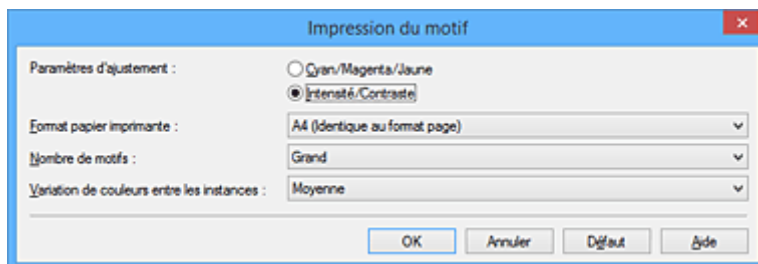 Impression du motif
Paramètres d'ajustement :
Cyan/Magenta/Jaune
Intensité/Contraste
Format papier imprimante :
A4 (Identique au format page)
Nombre de motifs :
Grand
Variation de couleurs entre les instances :
Moyenne
OK Annuler Défaut Aide